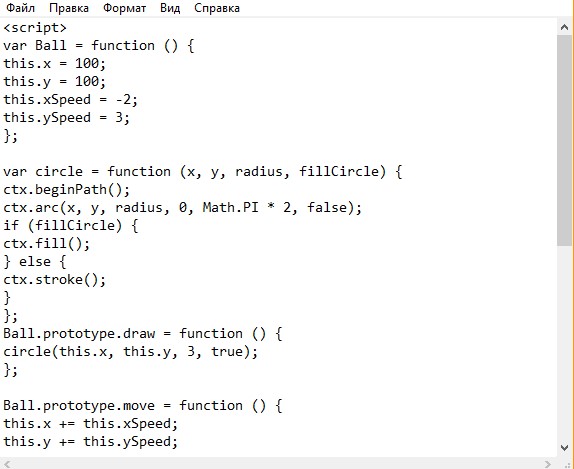 Файл Правка Формат Вид Справка
<script>
var Ball = function () {
this.x = 100;
this.y = 100;
this.xSpeed = -2;
this.ySpeed = 3;
};

var circle = function (x, y, radius, fillCircle) {
ctx.beginPath();
ctx.arc(x, y, radius, 0, Math.PI * 2, false);
if (fillCircle) {
ctx.fill();
} else {
ctx.stroke();
}
};
Ball.prototype.draw = function () {
circle(this.x, this.y, 3, true);
};

Ball.prototype.move = function () {
this.x += this.xSpeed;
this.y += this.ySpeed;